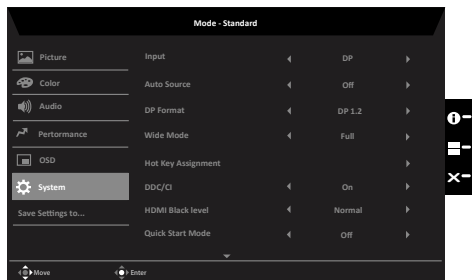 Mode - Standard
Picture
Color
Audio
Pertormance
OSD
System
Save Settings to...
Input DP
Auto Source Off
DP Format DP 1.2
Wide Mode Full
Hot Key Assignment
DDC/CI On
HDMI Black level Normal
Quick Start Mode Off
Move Enter